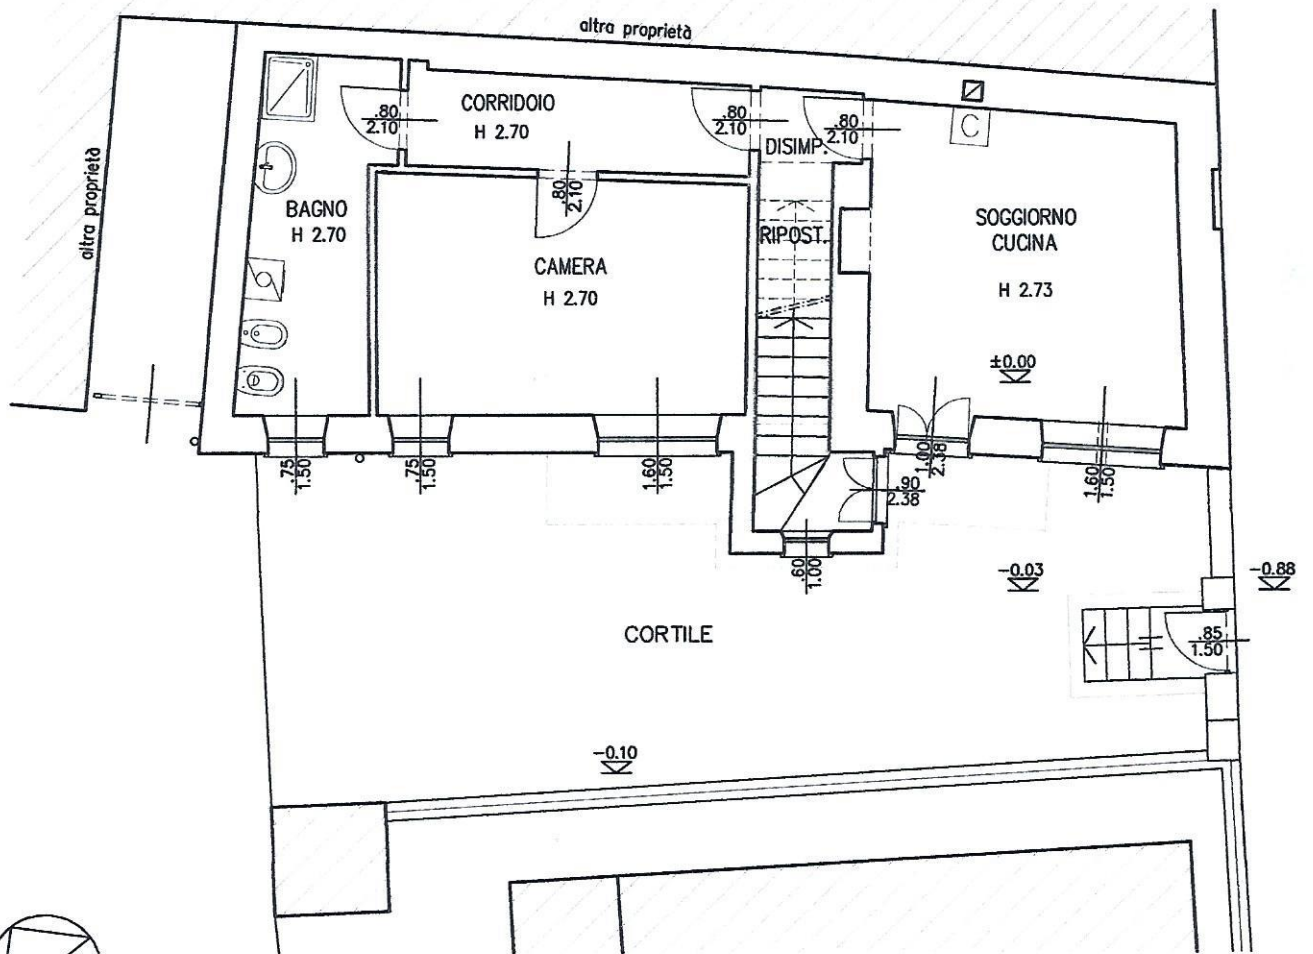 altra proprietà
altra proprietà
CORRIDOIO
H 2.70
.80
2.10
.80
2.10
.80
2.10
DISIMP.
C
.80
2.10
BAGNO
H 2.70
RIPOST.
SOGGIORNO
CUCINA
H 2.73
CAMERA
H 2.70
±0.00
.75
1.50
.75
1.50
1.60
1.50
1.00
2.38
1.60
1.50
.90
2.38
.60
1.00
-0.03
-0.88
CORTILE
.85
1.50
-0.10